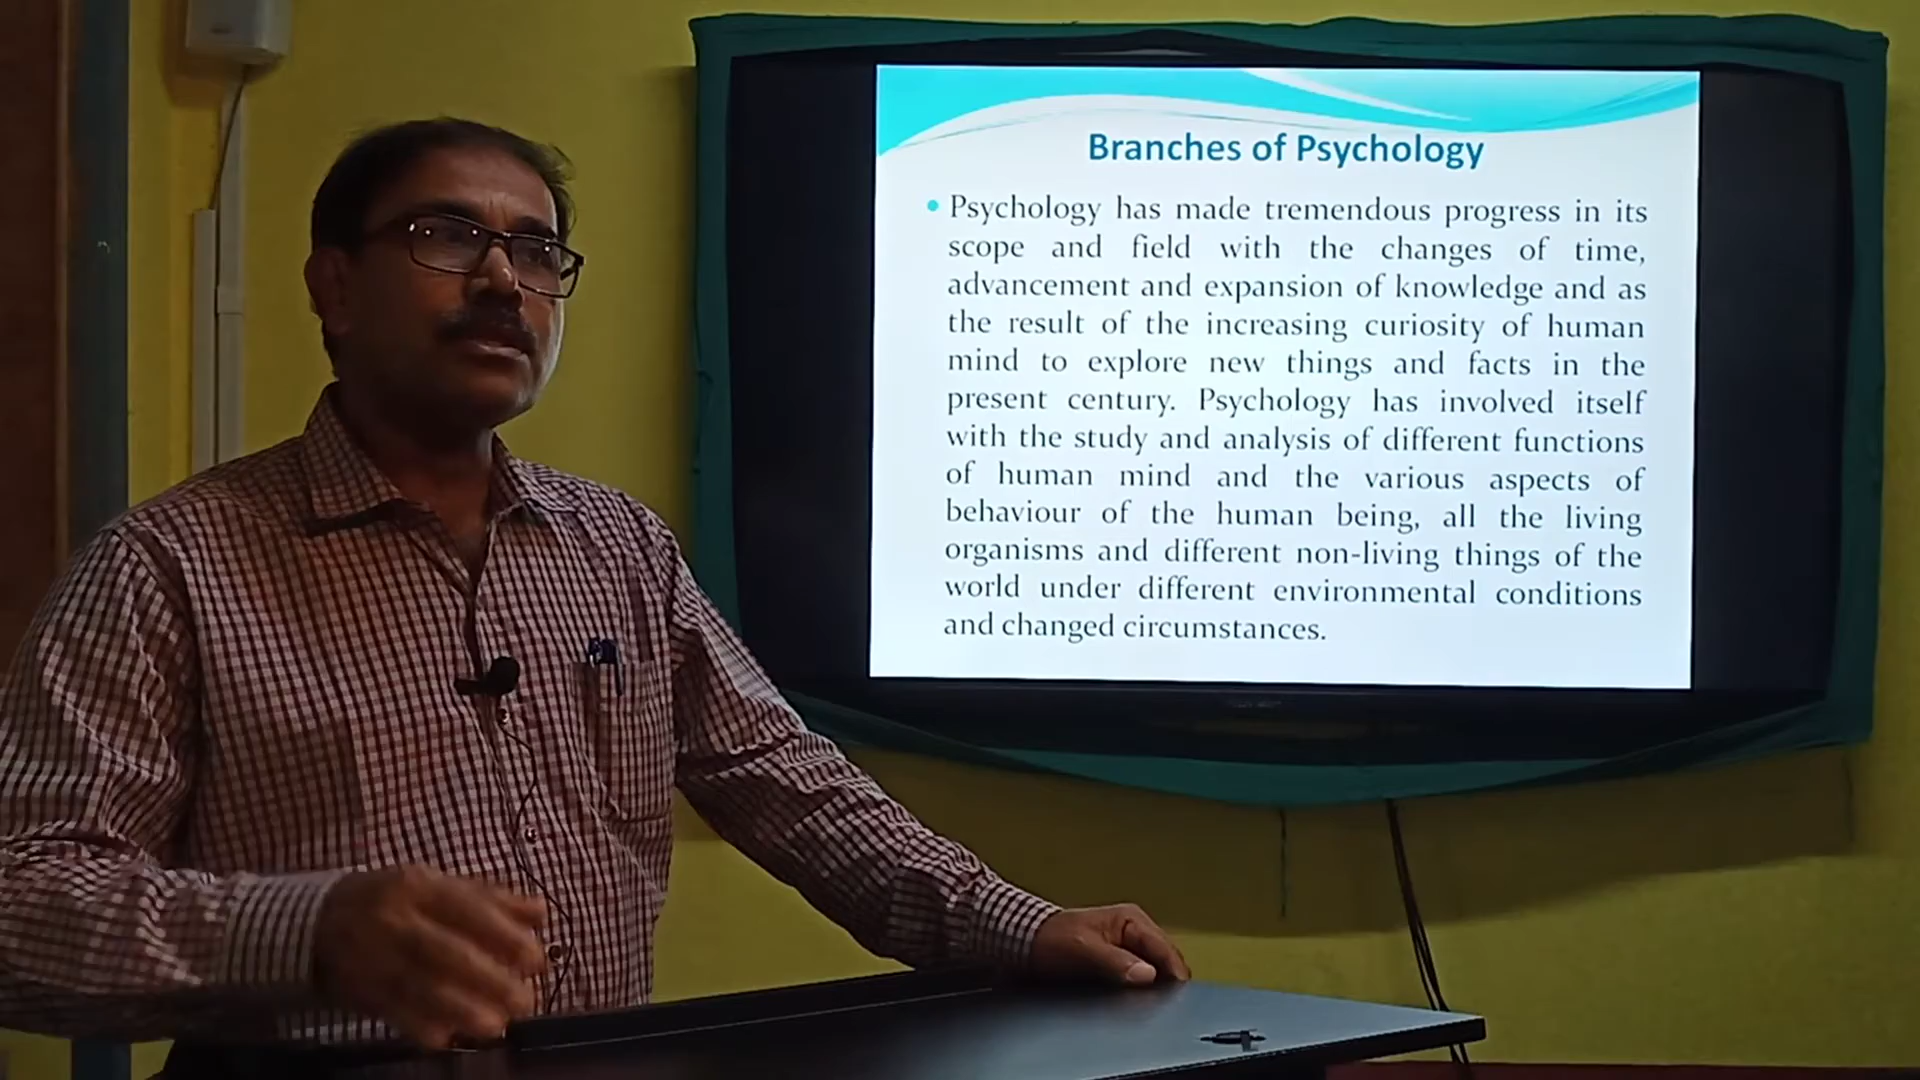 Branches of Psychology
• Psychology has made tremendous progress in its
scope and field with the changes of time,
advancement and expansion of knowledge and as
the result of the increasing curiosity of human
mind to explore new things and facts in the
present century. Psychology has involved itself
with the study and analysis of different functions
of human mind and the various aspects of
behaviour of the human being, all the living
organisms and different non-living things of the
world under different environmental conditions
and changed circumstances.